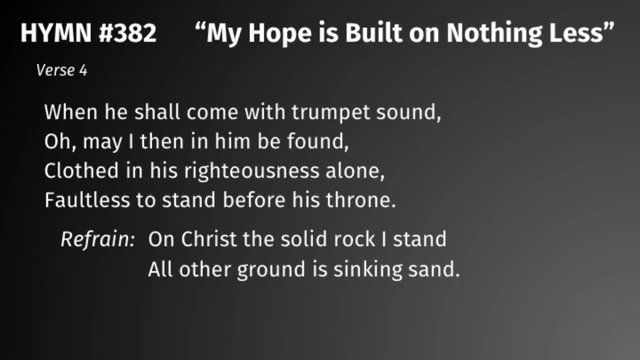 HYMN #382 “My Hope is Built on Nothing Less”
Verse 4
When he shall come with trumpet sound,
Oh, may I then in him be found,
Clothed in his righteousness alone,
Faultless to stand before his throne.
Refrain: On Christ the solid rock I stand
All other ground is sinking sand.